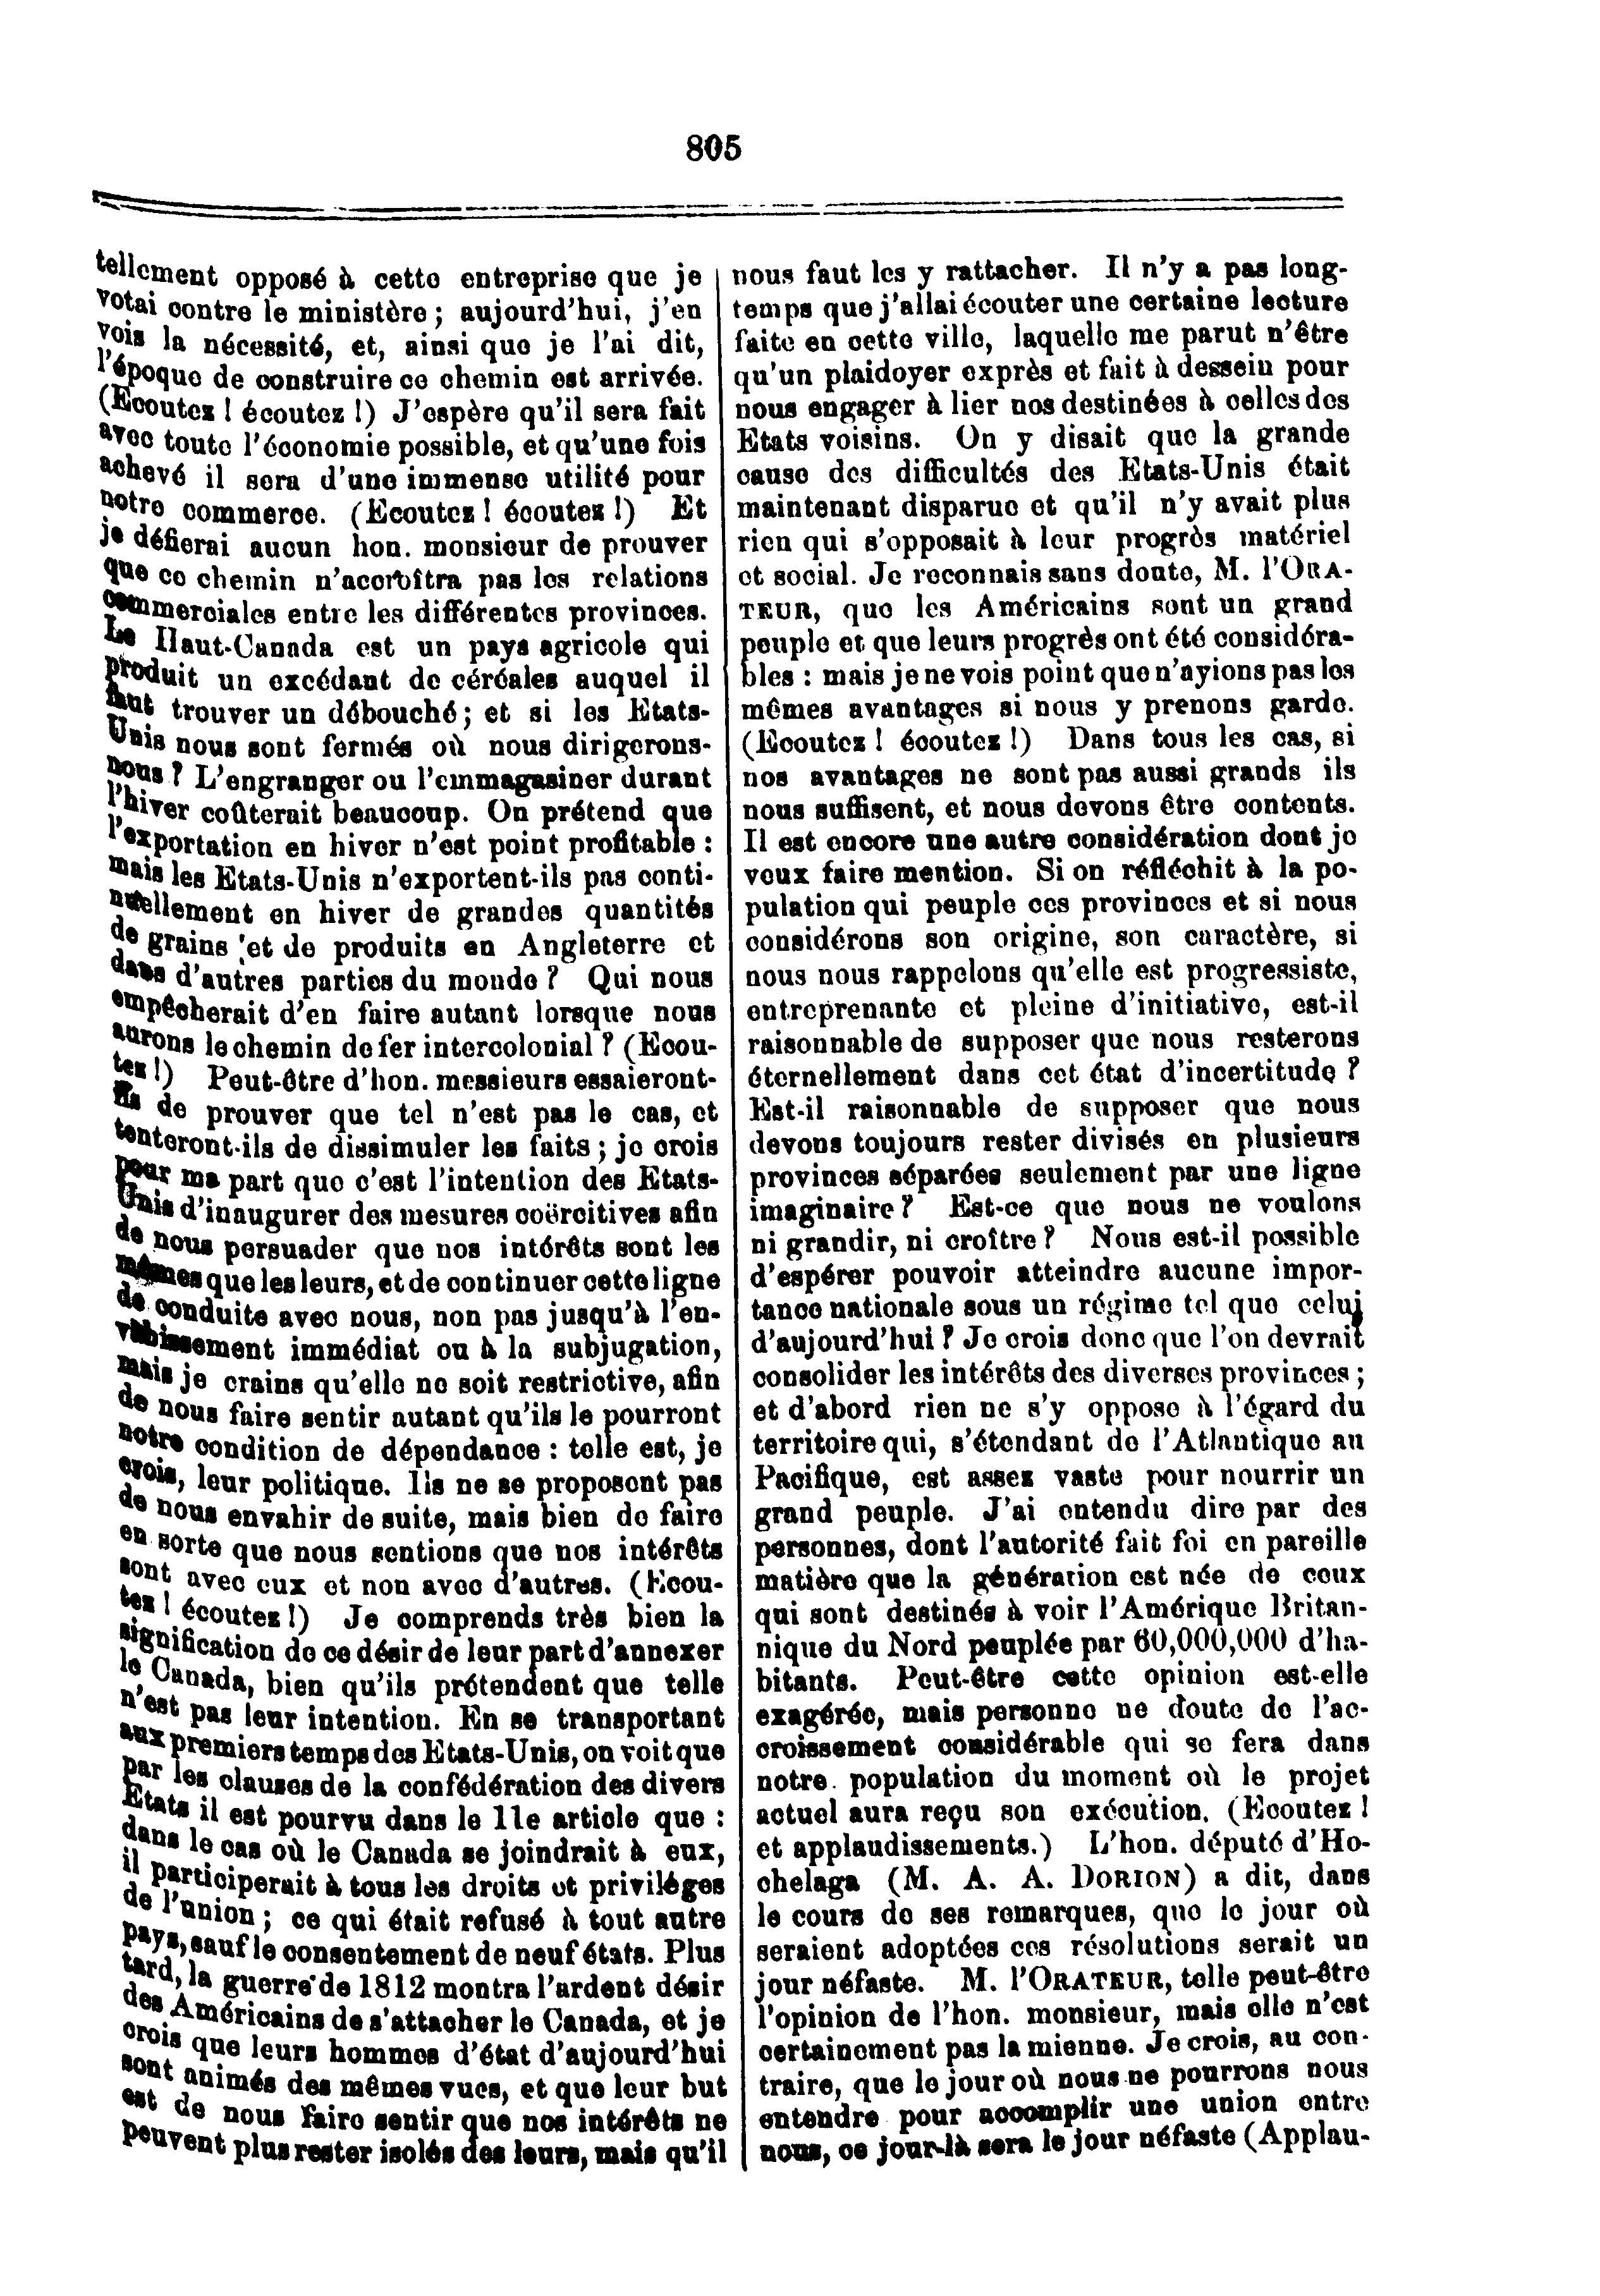 805
tellement opposé à cette entreprise que je
votai contre le ministère ; aujourd'hui, j'en
vois la nécessité, et, ainsi que je l'ai dit,
l'époque de construire ce chemin est arrivée.
(Ecoutez ! écoutez !) J'espère qu'il sera fait
avec toute l'économie possible, et qu'une fois
achevé il sera d'une immense utilité pour
notre commerce. (Ecoutez ! écoutez !) Et
je défierai aucun hon. monsieur de prouver
que ce chemin n'acorbîtra pas les relations
commerciales entre les différentes provinces.
Le Haut-Canada est un pays agricole qui
produit un excédant de céréales auquel il
faut trouver un débouché ; et si les Etats-
Unis nous sont fermés où nous dirigerons-
nous ? L'engranger ou l'emmagasiner durant
l'hiver coûterait beaucoup. On prétend que
l'exportation en hiver n'est point profitable :
mais les Etats-Unis n'exportent-ils pas conti-
nuellement en hiver de grandes quantités
de grains et de produits en Angleterre et
dans d'autres parties du monde ? Qui nous
empêcherait d'en faire autant lorsque nous
aurons le chemin de fer intercolonial ? (Ecou-
tez !) Peut-être d'hon. messieurs essaieront-
ils de prouver que tel n'est pas le cas, et
tenteront-ils de dissimuler les faits ; je crois
pour ma part que c'est l'intention des Etats-
Unis d'inaugurer des mesures coërcitives afin
de nous persuader que nos intérêts sont les
mêmes que les leurs, et de continuer cette ligne
de conduite avec nous, non pas jusqu'à l'en-
vahissement immédiat ou à la subjugation,
mais je crains qu'elle ne soit restrictive, afin
de nous faire sentir autant qu'ils le pourront
notre condition de dépendance : telle est, je
crois, leur politique. Ils ne se proposent pas
de nous envahir de suite, mais bien de faire
en sorte que nous sentions que nos intérêts
sont avec eux et non avec d'autres. (Ecou-
tez ! écoutez !) Je comprends très bien la
signification de ce désir de leur part d'annexer
le Canada, bien qu'ils prétendent que telle
n'est pas leur intention. En se transportant
aux premiers temps des Etats-Unis, on voit que
par les clauses de la confédération des divers
Etats il est pourvu dans le 11e article que :
dans le cas où le Canada se joindrait à eux,
il participerait à tous les droits et priviléges
de l'union ; ce qui était refusé à tout autre
pays, sauf le consentement de neuf états. Plus
tard, la guerre de 1812 montra l'ardent désir
des Américains de s'attacher le Canada, et je
crois que leurs hommes d'état d'aujourd'hui
sont animés des mêmes vues, et que leur but
est de nous faire sentir que nos intérêts ne
peuvent plus rester isolés des leurs, mais qu'il
nous faut les y rattacher. Il n'y a pas long-
temps que j'allai écouter une certaine lecture
faite en cette ville, laquelle me parut n'être
qu'un plaidoyer exprès et fait à dessein pour
nous engager à lier nos destinées à celles des
Etats voisins. On y disait que la grande
cause des difficultés des Etats-Unis était
maintenant disparue et qu'il n'y avait plus
rien qui s'opposait à leur progrès matériel
et social. Je reconnais sans doute, M. l'ORA-
TEUR, que les Américains sont un grand
peuple et que leurs progrès ont été considéra-
bles : mais je ne vois point que n'ayions pas les
mêmes avantages si nous y prenons garde.
(Ecoutez ! écoutez !) Dans tous les cas, si
nos avantages ne sont pas aussi grands ils
nous suffisent, et nous devons être contents.
Il est encore une autre considération dont je
veux faire mention. Si on réfléchit à la po-
pulation qui peuple ces provinces et si nous
considérons son origine, son caractère, si
nous nous rappelons qu'elle est progressiste,
entreprenante et pleine d'initiative, est-il
raisonnable de supposer que nous resterons
éternellement dans cet état d'incertitude ?
Est-il raisonnable de supposer que nous
devons toujours rester divisés en plusieurs
provinces séparées seulement par une ligne
imaginaire ? Est-ce que nous ne voulons
ni grandir, ni croître ? Nous est-il possible
d'espérer pouvoir atteindre aucune impor-
tance nationale sous un régime tel que celui
d'aujourd'hui ? Je crois donc que l'on devrait
consolider les intérêts des diverses provinces ;
et d'abord rien ne s'y oppose à l'égard du
territoire qui, s'étendant de l'Atlantique au
Pacifique, est assez vaste pour nourrir un
grand peuple. J'ai entendu dire par des
personnes, dont l'autorité fait foi en pareille
matière que la génération est née de ceux
qui sont destinés à voir l'Amérique Britan-
nique du Nord peuplée par 60,000,000 d'ha-
bitants. Peut-être cette opinion est-elle
exagérée, mais personne ne doute de l'ac-
croissement considérable qui se fera dans
notre population du moment où le projet
actuel aura reçu son exécution. (Ecoutez !
et applaudissements.) L'hon. député d'Ho-
chelaga (M. A. A. DORION) a dit, dans
le cours de ses remarques, que le jour où
seraient adoptées ces résolutions serait un
jour néfaste. M. l'ORATEUR, telle peut-être
l'opinion de l'hon. monsieur, mais elle n'est
certainement pas la mienne. Je crois, au con-
traire, que le jour où nous ne pourrons nous
entendre pour accomplir une union entre
nous, ce jour-là sera le jour néfaste (Applau-